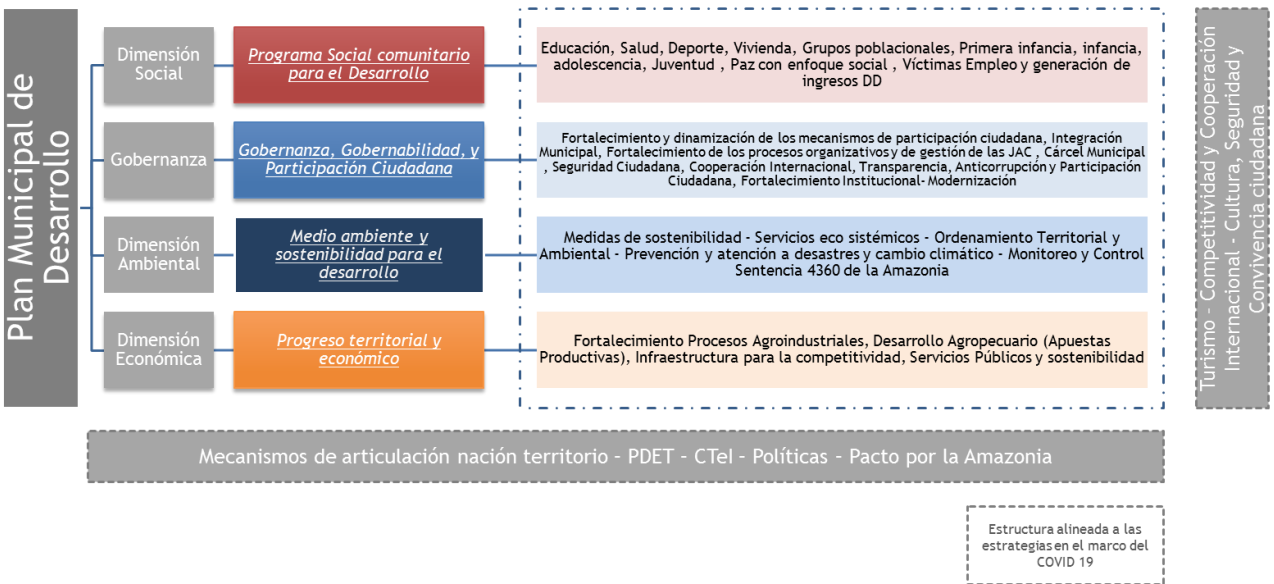 Plan Municipal de
Desarrollo
Dimensión
Social
Programa Social comunitario
para el Desarrollo
Educación, Salud, Deporte, Vivienda, Grupos poblacionales, Primera infancia, infancia,
adolescencia, Juventud , Paz con enfoque social , Víctimas Empleo y generación de
ingresos DD
Gobernanza
Gobernanza, Gobernabilidad, y
Participación Ciudadana
Fortalecimiento y dinamización de los mecanismos de participación ciudadana, Integración
Municipal, Fortalecimiento de los procesos organizativos y de gestión de las JAC , Cárcel Municipal
, Seguridad Ciudadana, Cooperación Internacional, Transparencia, Anticorrupción y Participación
Ciudadana, Fortalecimiento Institucional- Modernización
Dimensión
Ambiental
Medio ambiente y
sostenibilidad para el
desarrollo
Medidas de sostenibilidad - Servicios eco sistémicos - Ordenamiento Territorial y
Ambiental - Prevención y atención a desastres y cambio climático - Monitoreo y Control
Sentencia 4360 de la Amazonia
Dimensión
Económica
Progreso territorial y
económico
Fortalecimiento Procesos Agroindustriales, Desarrollo Agropecuario (Apuestas
Productivas), Infraestructura para la competitividad, Servicios Públicos y sostenibilidad
Turismo - Competitividad y Cooperación
Internacional - Cultura, Seguridad y
Convivencia ciudadana
Mecanismos de articulación nación territorio – PDET – CTeI – Políticas – Pacto por la Amazonia
Estructura alineada a las
estrategias en el marco del
COVID 19